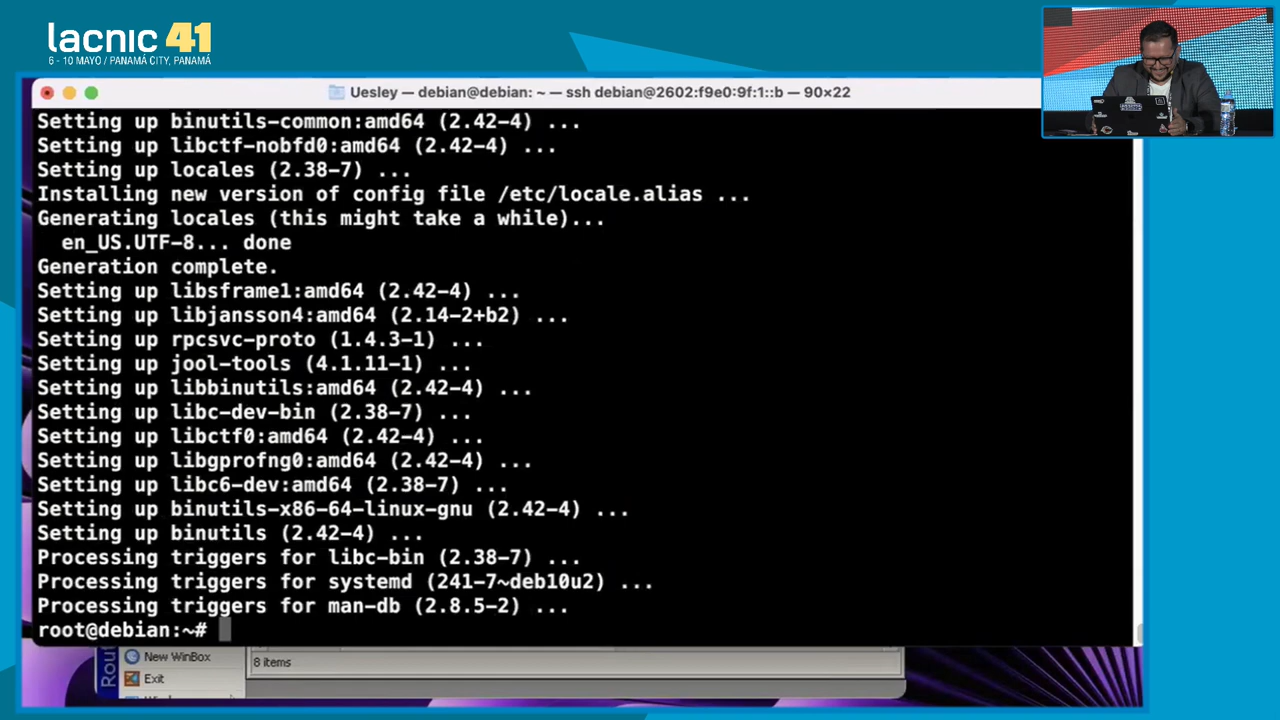 lacnic 41
6 - 10 MAYO / PANAMÁ CITY, PANAMÁ
Uesley — debian@debian: ~ — ssh debian@2602:f9e0:9f:1::b — 90×22
Setting up binutils-common:amd64 (2.42-4) ...
Setting up libctf-nobfd0:amd64 (2.42-4) ...
Setting up locales (2.38-7) ...
Installing new version of config file /etc/locale.alias ...
Generating locales (this might take a while)...
en_US.UTF-8... done
Generation complete.
Setting up libsframe1:amd64 (2.42-4) ...
Setting up libjansson4:amd64 (2.14-2+b2) ...
Setting up rpcsvc-proto (1.4.3-1) ...
Setting up jool-tools (4.1.11-1) ...
Setting up libbinutils:amd64 (2.42-4) ...
Setting up libc-dev-bin (2.38-7) ...
Setting up libctf0:amd64 (2.42-4) ...
Setting up libgprofng0:amd64 (2.42-4) ...
Setting up libc6-dev:amd64 (2.38-7) ...
Setting up binutils-x86-64-linux-gnu (2.42-4) ...
Setting up binutils (2.42-4) ...
Processing triggers for libc-bin (2.38-7) ...
Processing triggers for systemd (241-7~deb10u2) ...
Processing triggers for man-db (2.8.5-2) ...
root@debian:~#
New WinBox
8 items
Exit